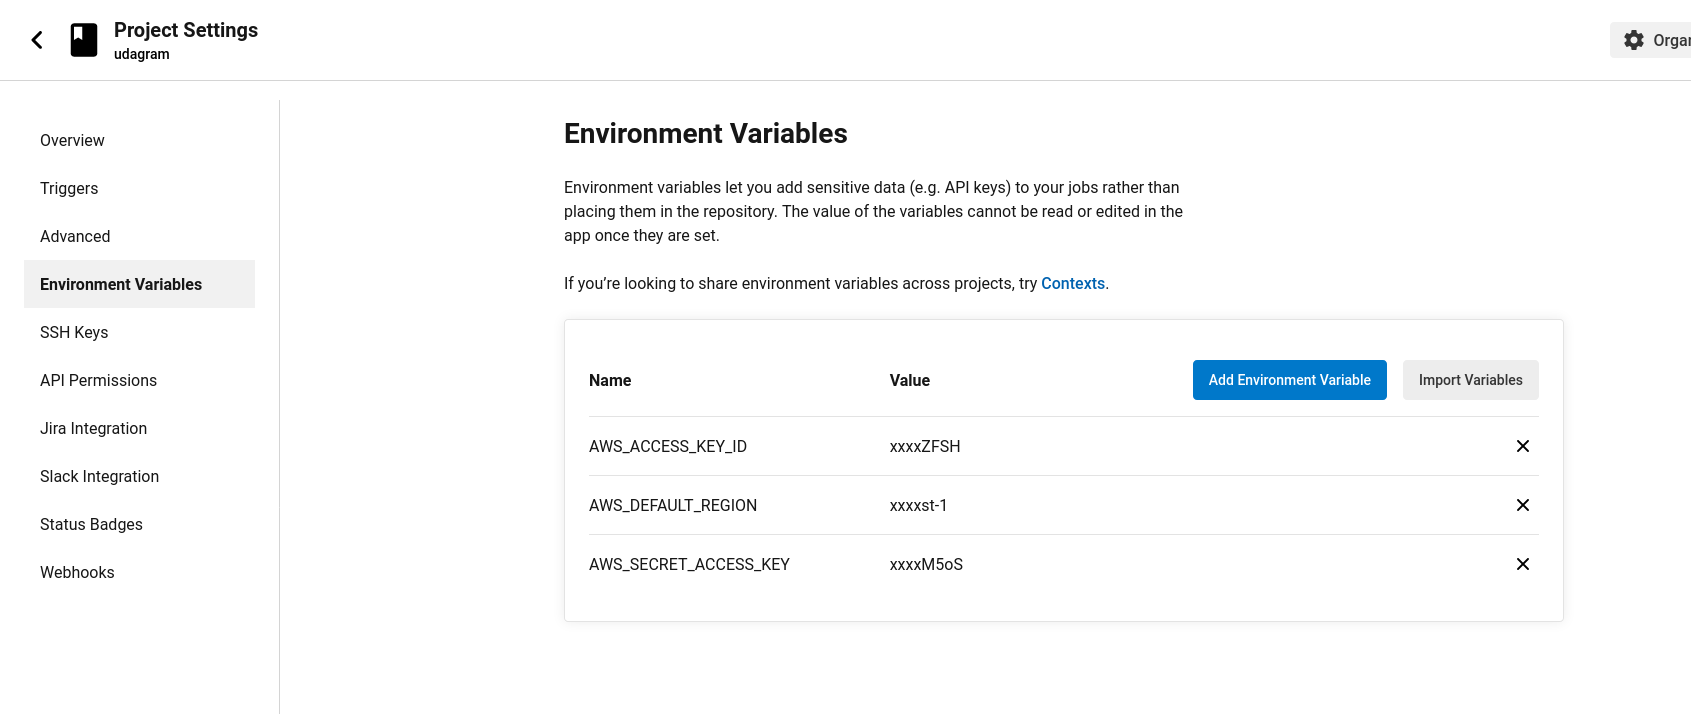 Project Settings
udagram
Orgar
Overview
Triggers
Advanced
Environment Variables
SSH Keys
API Permissions
Jira Integration
Slack Integration
Status Badges
Webhooks
Environment Variables
Environment variables let you add sensitive data (e.g. API keys) to your jobs rather than
placing them in the repository. The value of the variables cannot be read or edited in the
app once they are set.
If you’re looking to share environment variables across projects, try Contexts.
Name Value Add Environment Variable Import Variables
AWS_ACCESS_KEY_ID xxxxZFSH
AWS_DEFAULT_REGION xxxxst-1
AWS_SECRET_ACCESS_KEY xxxxM5oS